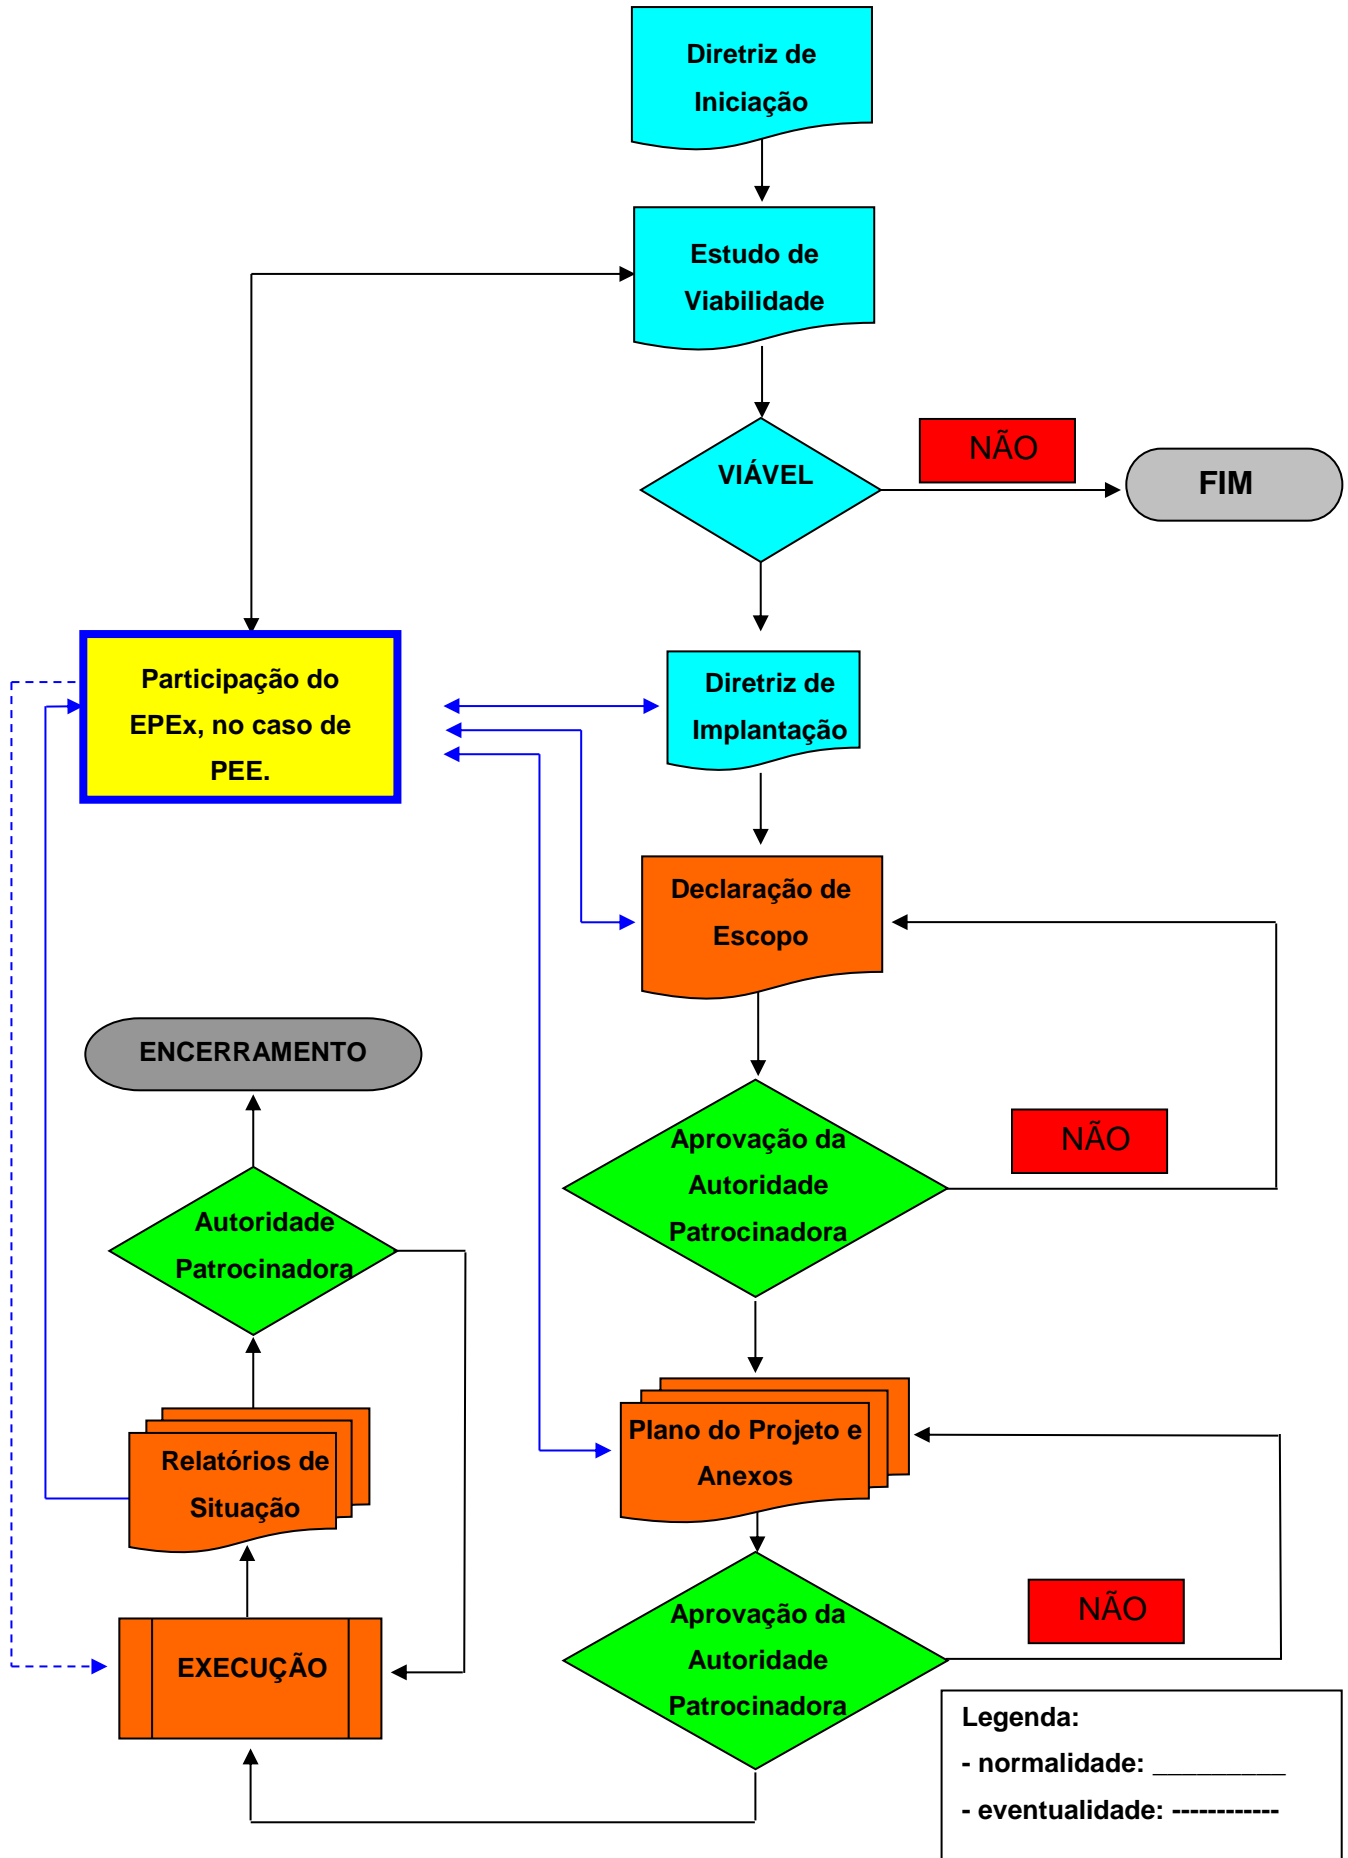 Diretriz de
Iniciação
Estudo de
Viabilidade
VIÁVEL
NÃO
FIM
Participação do
EPEx, no caso de
PEE.
Diretriz de
Implantação
Declaração de
Escopo
ENCERRAMENTO
Aprovação da
Autoridade
Patrocinadora
NÃO
Autoridade
Patrocinadora
Plano do Projeto e
Anexos
Relatórios de
Situação
Aprovação da
Autoridade
Patrocinadora
NÃO
EXECUÇÃO
Legenda:
- normalidade: _________
- eventualidade: ------------